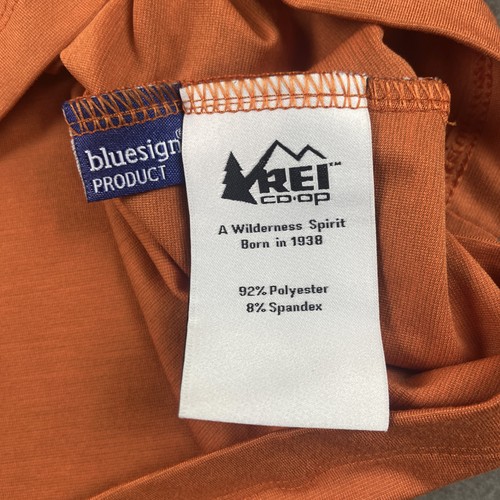 bluesign®
PRODUCT
REI™
CO·OP
A Wilderness Spirit
Born in 1938
92% Polyester
8% Spandex